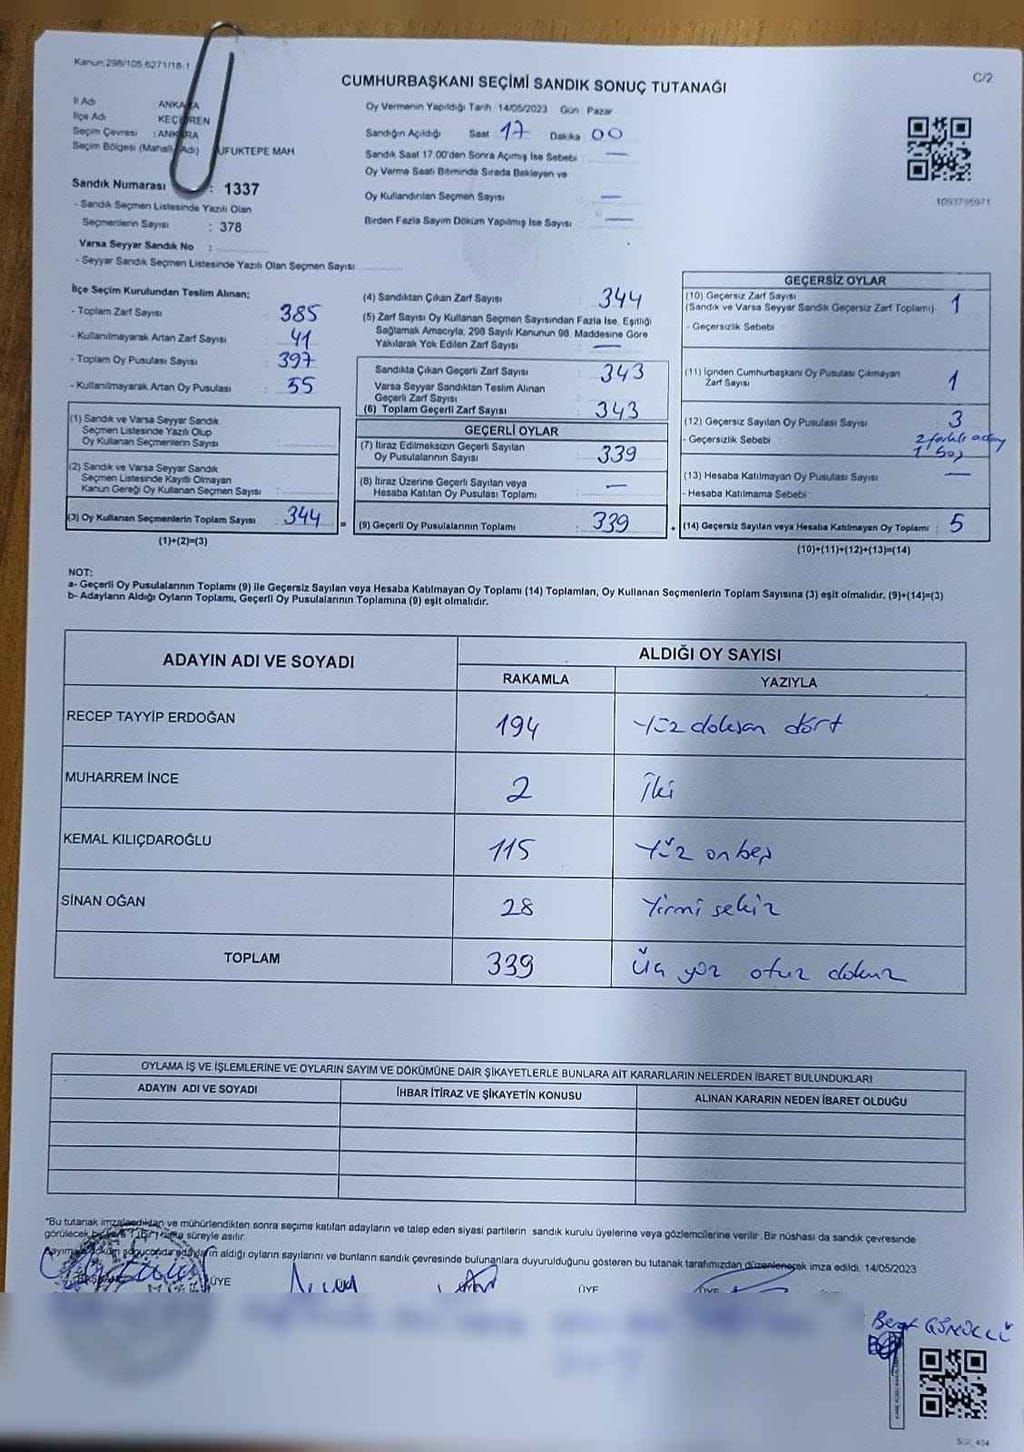 Kanun;298/105,6271/18-1
C/2
CUMHURBAŞKANI SEÇİMİ SANDIK SONUÇ TUTANAĞI
İl Adı ANKARA
İlçe Adı KEÇİÖREN
Seçim Çevresi : ANKARA
Seçim Bölgesi (Mahalle Adı) UFUKTEPE MAH
Sandık Numarası : 1337
- Sandık Seçmen Listesinde Yazılı Olan
Seçmenlerin Sayısı : 378
Varsa Seyyar Sandık No :
- Seyyar Sandık Seçmen Listesinde Yazılı Olan Seçmen Sayısı
Oy Vermenin Yapıldığı Tarih 14/05/2023 Gün Pazar
Sandığın Açıldığı Saat 17 Dakika 00
Sandık Saat 17.00'den Sonra Açımış İse Sebebi : —
Oy Verme Saati Bitiminde Sırada Bekleyen ve
Oy Kullandırılan Seçmen Sayısı : —
Birden Fazla Sayım Döküm Yapılmış İse Sayısı : —
1093795971
İlçe Seçim Kurulundan Teslim Alınan;
- Toplam Zarf Sayısı : 385
- Kullanılmayarak Artan Zarf Sayısı : 41
- Toplam Oy Pusulası Sayısı : 397
- Kullanılmayarak Artan Oy Pusulası : 55
(1) Sandık ve Varsa Seyyar Sandık
Seçmen Listesinde Yazılı Olup
Oy Kullanan Seçmenlerin Sayısı :
(2) Sandık ve Varsa Seyyar Sandık
Seçmen Listesinde Kayıtlı Olmayan
Kanun Gereği Oy Kullanan Seçmen Sayısı :
(3) Oy Kullanan Seçmenlerin Toplam Sayısı : 344
(1)+(2)=(3)
(4) Sandıktan Çıkan Zarf Sayısı 344
(5) Zarf Sayısı Oy Kullanan Seçmen Sayısından Fazla İse, Eşitliği
Sağlamak Amacıyla; 298 Sayılı Kanunun 98. Maddesine Göre
Yakılarak Yok Edilen Zarf Sayısı : —
Sandıkta Çıkan Geçerli Zarf Sayısı : 343
Varsa Seyyar Sandıktan Teslim Alınan
Geçerli Zarf Sayısı :
(6) Toplam Geçerli Zarf Sayısı : 343
GEÇERLİ OYLAR
(7) İtiraz Edilmeksizin Geçerli Sayılan
Oy Pusulalarının Sayısı : 339
(8) İtiraz Üzerine Geçerli Sayılan veya
Hesaba Katılan Oy Pusulası Toplamı : —
= (9) Geçerli Oy Pusulalarının Toplamı : 339
GEÇERSİZ OYLAR
(10) Geçersiz Zarf Sayısı
(Sandık ve Varsa Seyyar Sandık Geçersiz Zarf Toplamı) 1
- Geçersizlik Sebebi
(11) İçinden Cumhurbaşkanı Oy Pusulası Çıkmayan
Zarf Sayısı 1
(12) Geçersiz Sayılan Oy Pusulası Sayısı 3
- Geçersizlik Sebebi 2 farklı aday
1 Boş
(13) Hesaba Katılmayan Oy Pusulası Sayısı —
- Hesaba Katılmama Sebebi :
+ (14) Geçersiz Sayılan veya Hesaba Katılmayan Oy Toplamı : 5
(10)+(11)+(12)+(13)=(14)
NOT:
a- Geçerli Oy Pusulalarının Toplamı (9) ile Geçersiz Sayılan veya Hesaba Katılmayan Oy Toplamı (14) Toplamları, Oy Kullanan Seçmenlerin Toplam Sayısına (3) eşit olmalıdır. (9)+(14)=(3)
b- Adayların Aldığı Oyların Toplamı, Geçerli Oy Pusulalarının Toplamına (9) eşit olmalıdır.
ADAYIN ADI VE SOYADI
ALDIĞI OY SAYISI
RAKAMLA YAZIYLA
RECEP TAYYİP ERDOĞAN 194 Yüz doksan dört
MUHARREM İNCE 2 İki
KEMAL KILIÇDAROĞLU 115 Yüz onbeş
SİNAN OĞAN 28 Yirmi sekiz
TOPLAM 339 Üç yüz otuz dokuz
OYLAMA İŞ VE İŞLEMLERİNE VE OYLARIN SAYIM VE DÖKÜMÜNE DAİR ŞİKAYETLERLE BUNLARA AİT KARARLARIN NELERDEN İBARET BULUNDUKLARI
ADAYIN ADI VE SOYADI İHBAR İTİRAZ VE ŞİKAYETİN KONUSU ALINAN KARARIN NEDEN İBARET OLDUĞU
*Bu tutanak imzalandıktan ve mühürlendikten sonra seçime katılan adayların ve talep eden siyasi partilerin sandık kurulu üyelerine veya gözlemcilerine verilir. Bir nüshası da sandık çevresinde
görülecek bir süreyle asılır.
Sayım döküm sonucunda adayların aldığı oyların sayılarını ve bunların sandık çevresinde bulunanlara duyurulduğunu gösteren bu tutanak tarafımızdan düzenlenerek imza edildi. 14/05/2023
BAŞKAN ÜYE ÜYE ÜYE